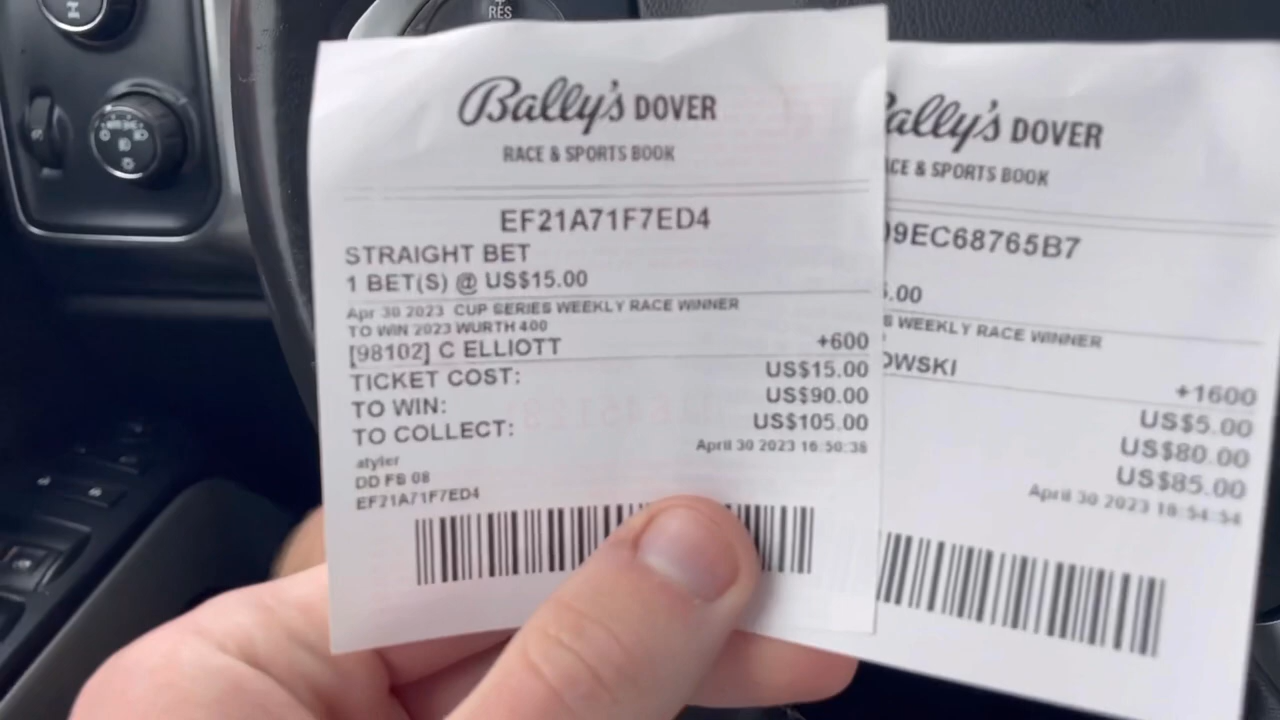 RES
Bally's DOVER
RACE & SPORTS BOOK
EF21A71F7ED4
STRAIGHT BET
1 BET(S) @ US$15.00
Apr 30 2023 CUP SERIES WEEKLY RACE WINNER
TO WIN 2023 WURTH 400
[98102] C ELLIOTT +600
TICKET COST: US$15.00
TO WIN: US$90.00
TO COLLECT: US$105.00
April 30 2023 16:50:38
atyler
DD FS 08
EF21A71F7ED4
ally's DOVER
CE & SPORTS BOOK
9EC68765B7
.00
S WEEKLY RACE WINNER
OWSKI
+1600
US$5.00
US$80.00
US$85.00
April 30 2023 16:54:54